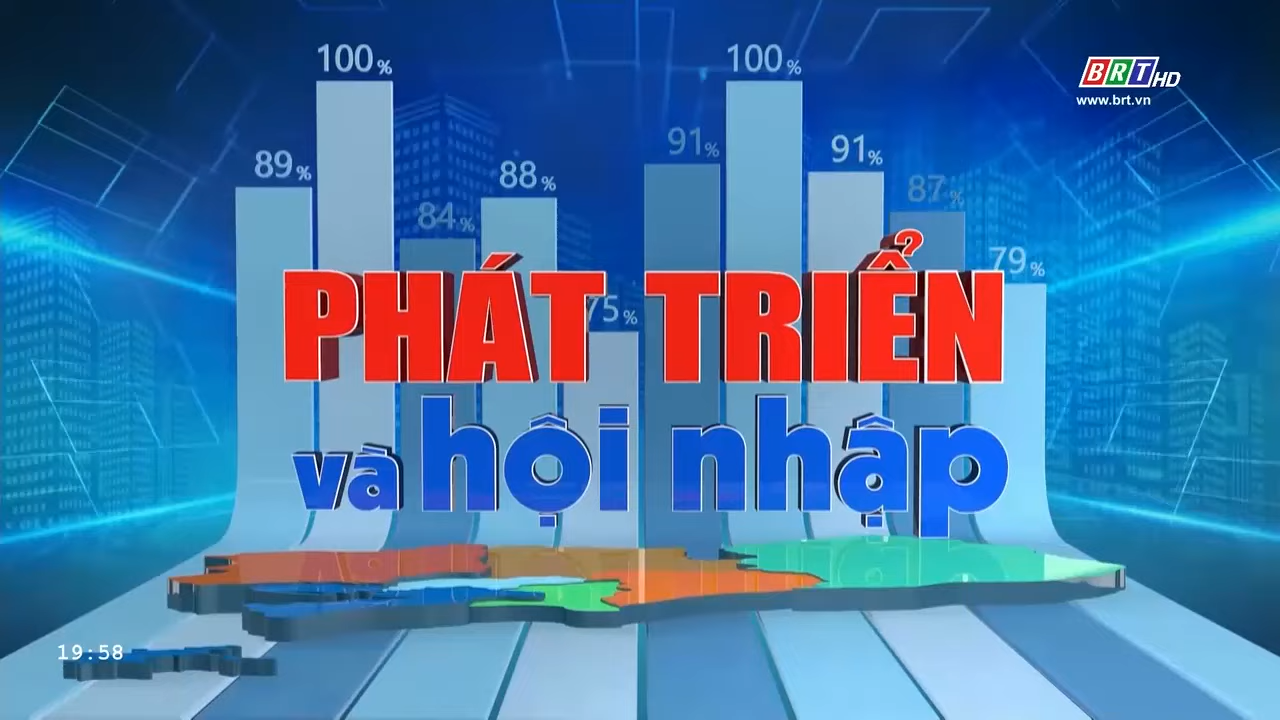 100%
100%
BRT HD
www.brt.vn
91%
91%
89%
88%
87%
84%
79%
75%
PHÁT TRIỂN
và hội nhập
19:58